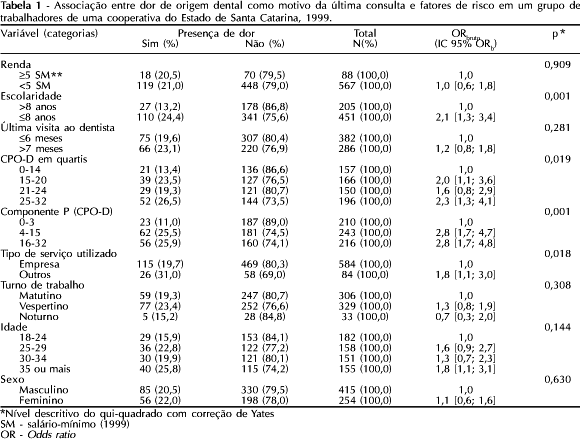 Tabela 1 - Associação entre dor de origem dental como motivo da última consulta e fatores de risco em um grupo de
trabalhadores de uma cooperativa do Estado de Santa Catarina, 1999.
Variável (categorias) Presença de dor Total ORbruto p*
Sim (%) Não (%) N(%) (IC 95% ORb)
Renda 0,909
≥5 SM** 18 (20,5) 70 (79,5) 88 (100,0) 1,0
<5 SM 119 (21,0) 448 (79,0) 567 (100,0) 1,0 [0,6; 1,8]
Escolaridade 0,001
>8 anos 27 (13,2) 178 (86,8) 205 (100,0) 1,0
≤8 anos 110 (24,4) 341 (75,6) 451 (100,0) 2,1 [1,3; 3,4]
Última visita ao dentista 0,281
≤6 meses 75 (19,6) 307 (80,4) 382 (100,0) 1,0
>7 meses 66 (23,1) 220 (76,9) 286 (100,0) 1,2 [0,8; 1,8]
CPO-D em quartis 0,019
0-14 21 (13,4) 136 (86,6) 157 (100,0) 1,0
15-20 39 (23,5) 127 (76,5) 166 (100,0) 2,0 [1,1; 3,6]
21-24 29 (19,3) 121 (80,7) 150 (100,0) 1,6 [0,8; 2,9]
25-32 52 (26,5) 144 (73,5) 196 (100,0) 2,3 [1,3; 4,1]
Componente P (CPO-D) 0,001
0-3 23 (11,0) 187 (89,0) 210 (100,0) 1,0
4-15 62 (25,5) 181 (74,5) 243 (100,0) 2,8 [1,7; 4,7]
16-32 56 (25,9) 160 (74,1) 216 (100,0) 2,8 [1,7; 4,8]
Tipo de serviço utilizado 0,018
Empresa 115 (19,7) 469 (80,3) 584 (100,0) 1,0
Outros 26 (31,0) 58 (69,0) 84 (100,0) 1,8 [1,1; 3,0]
Turno de trabalho 0,308
Matutino 59 (19,3) 247 (80,7) 306 (100,0) 1,0
Vespertino 77 (23,4) 252 (76,6) 329 (100,0) 1,3 [0,8; 1,9]
Noturno 5 (15,2) 28 (84,8) 33 (100,0) 0,7 [0,3; 2,0]
Idade 0,144
18-24 29 (15,9) 153 (84,1) 182 (100,0) 1,0
25-29 36 (22,8) 122 (77,2) 158 (100,0) 1,6 [0,9; 2,7]
30-34 30 (19,9) 121 (80,1) 151 (100,0) 1,3 [0,7; 2,3]
35 ou mais 40 (25,8) 115 (74,2) 155 (100,0) 1,8 [1,1; 3,1]
Sexo 0,630
Masculino 85 (20,5) 330 (79,5) 415 (100,0) 1,0
Feminino 56 (22,0) 198 (78,0) 254 (100,0) 1,1 [0,6; 1,6]
*Nível descritivo do qui-quadrado com correção de Yates
SM - salário-mínimo (1999)
OR - Odds ratio